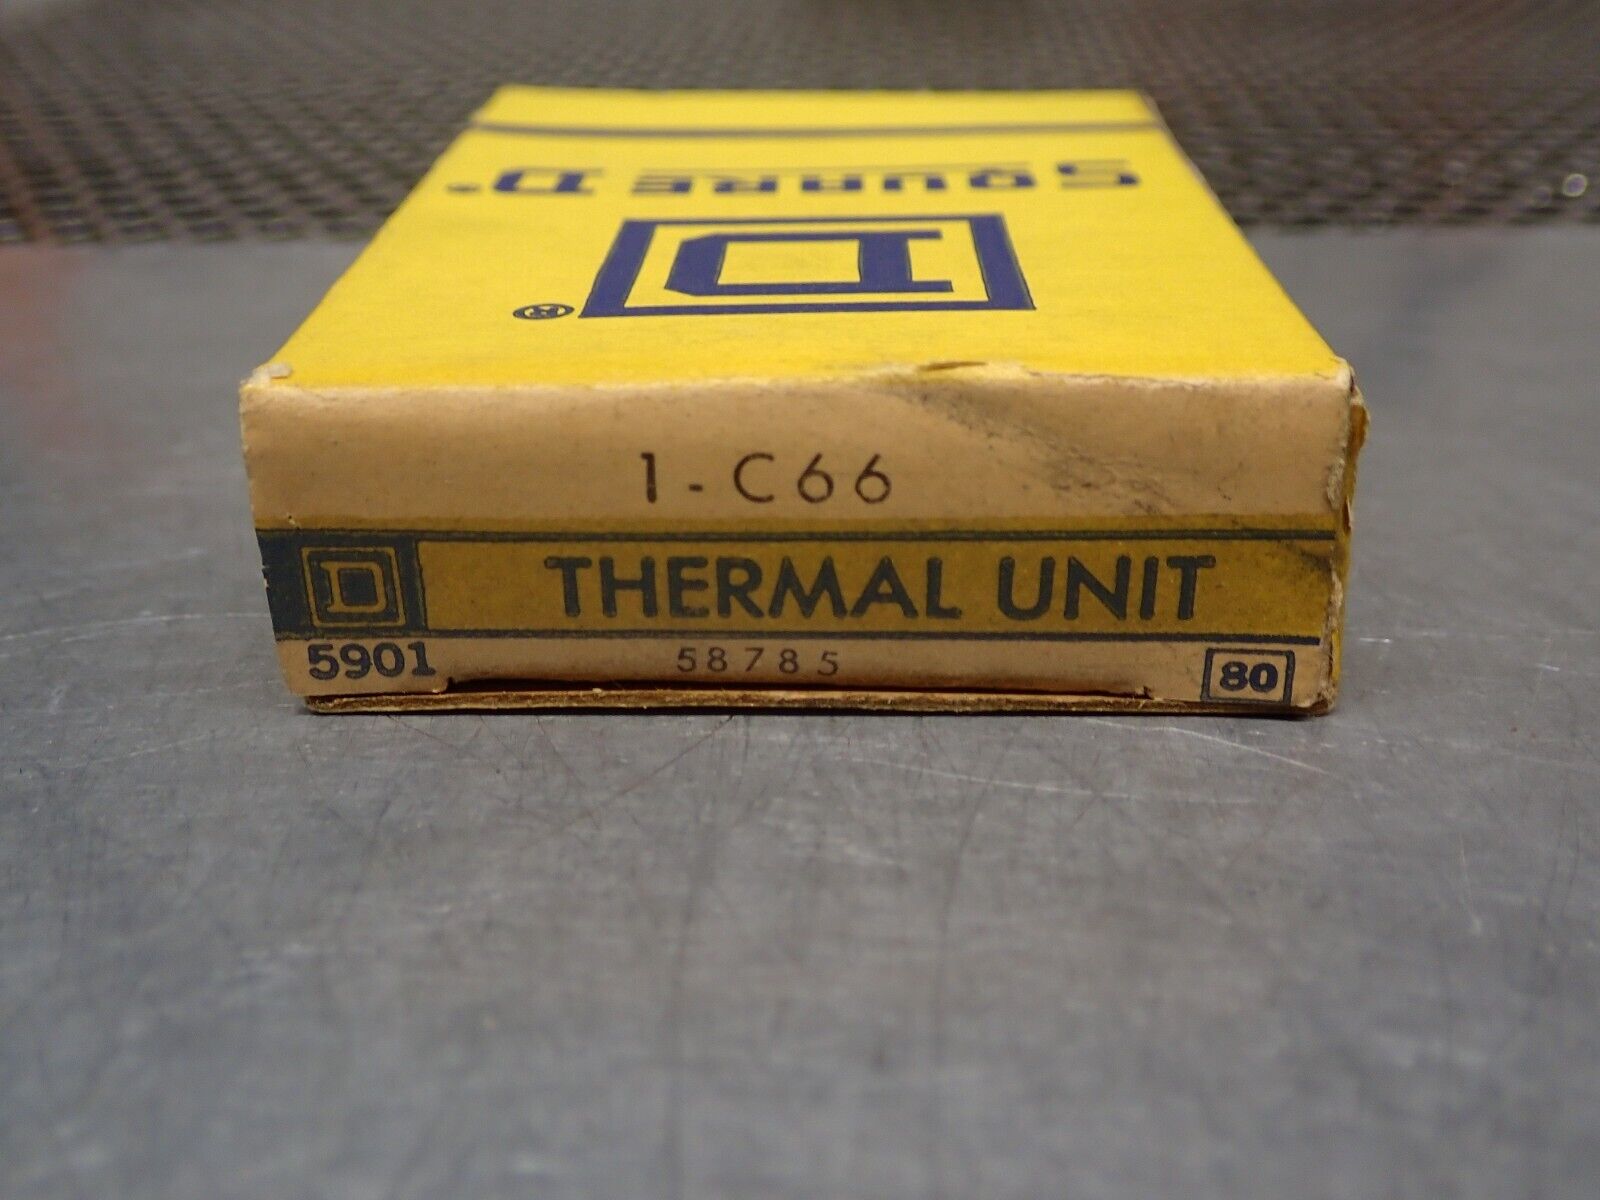 SQUARE D®
D ®
1 - C66
D THERMAL UNIT
5901 58785 80